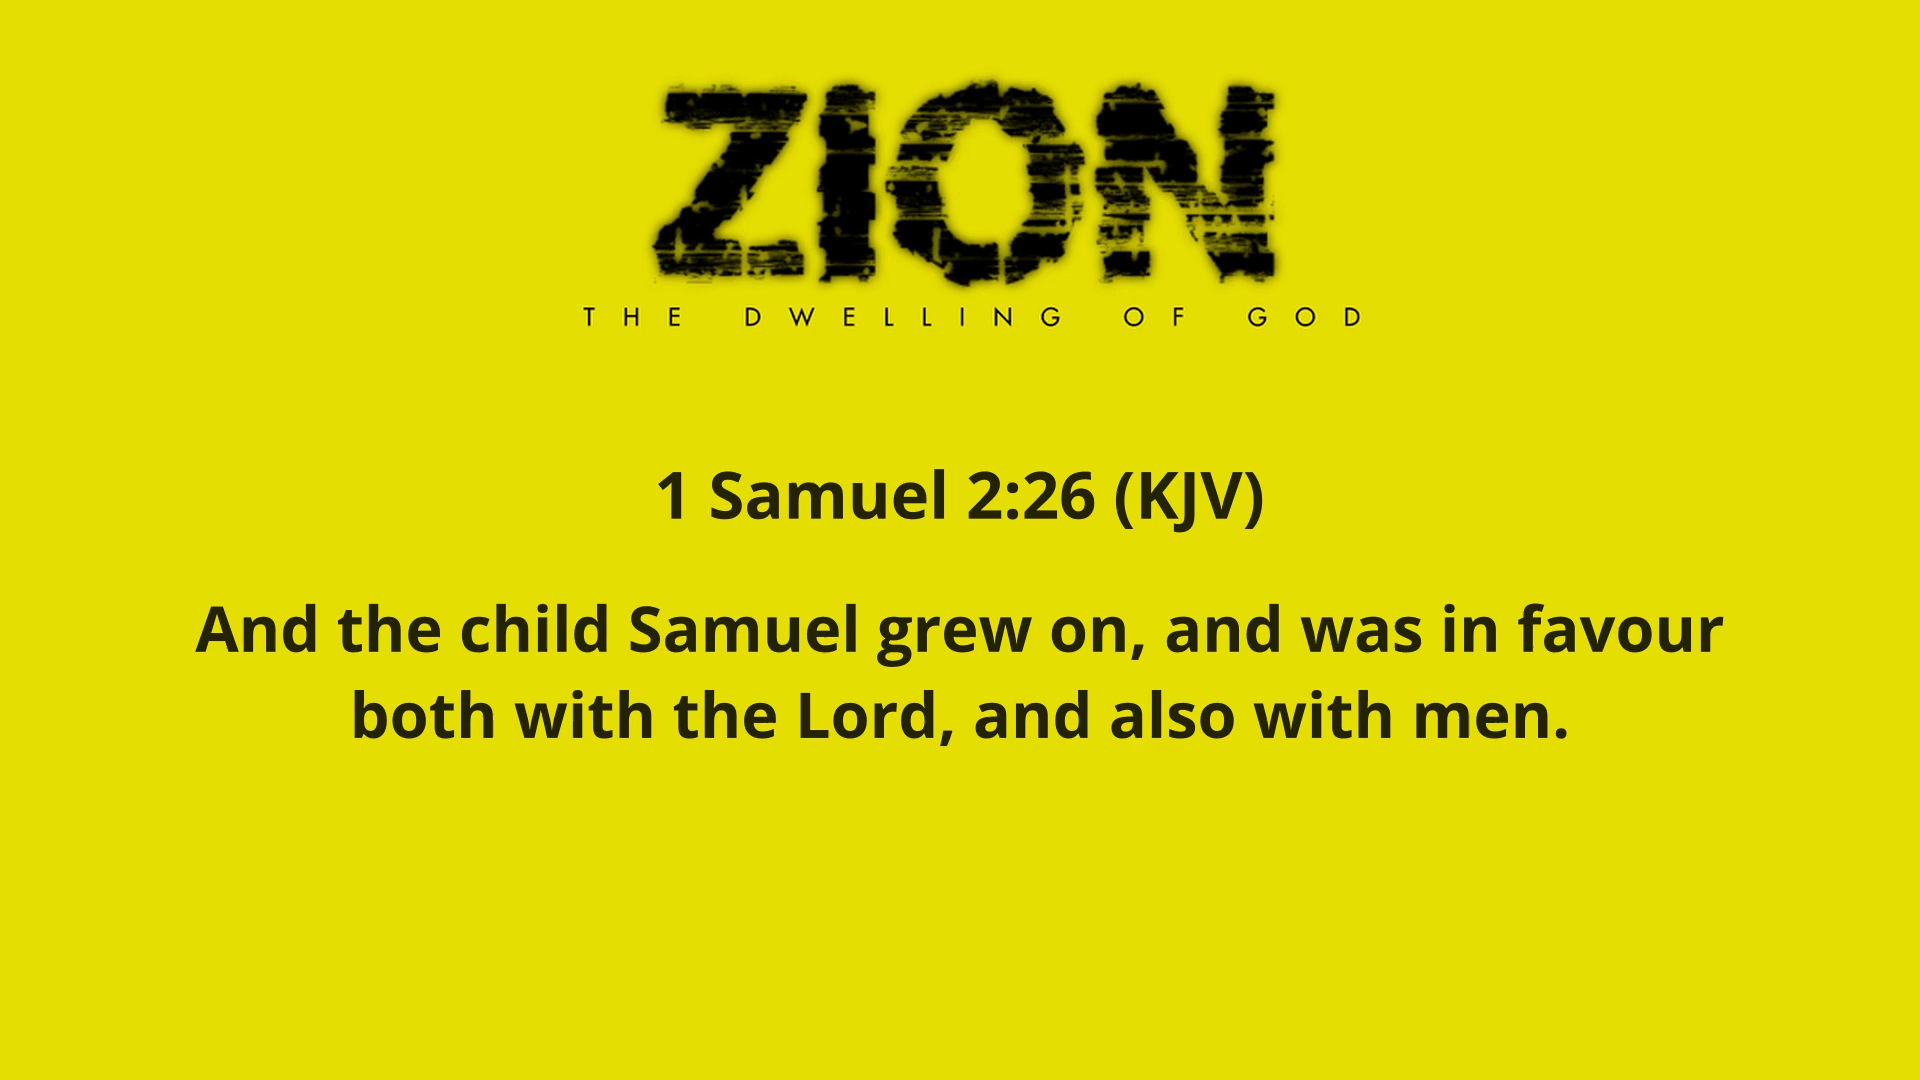 ZION
THE DWELLING OF GOD
1 Samuel 2:26 (KJV)
And the child Samuel grew on, and was in favour
both with the Lord, and also with men.